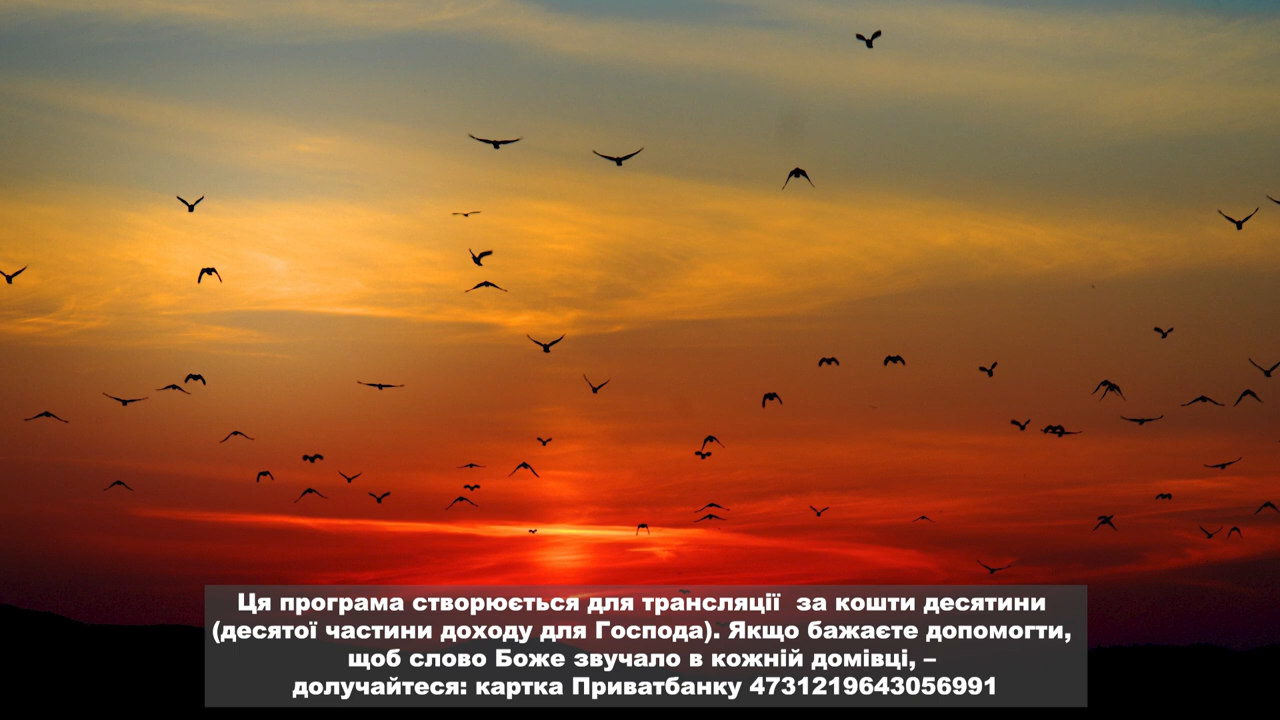 Ця програма створюється для трансляції за кошти десятини
(десятої частини доходу для Господа). Якщо бажаєте допомогти,
щоб слово Боже звучало в кожній домівці, –
долучайтеся: картка Приватбанку 4731219643056991